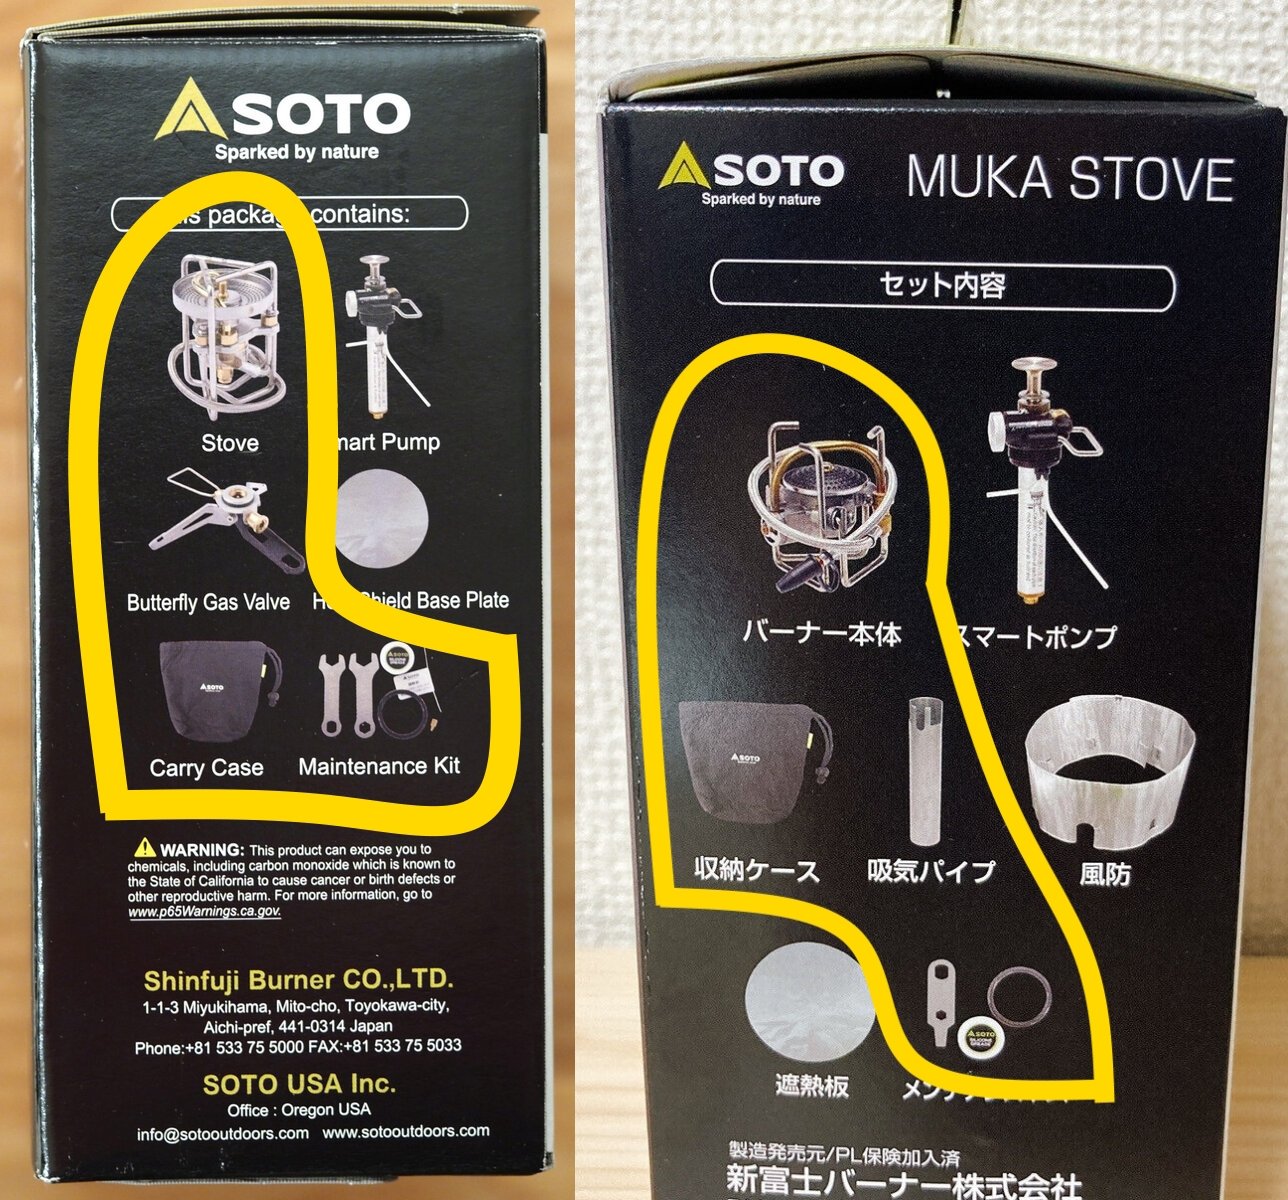 SOTO
Sparked by nature
package contains:
Stove
Pump
Butterfly Gas Valve
Base Plate
SOTO
SOTO
Carry Case
Maintenance Kit
WARNING: This product can expose you to
chemicals, including carbon monoxide which is known to
the State of California to cause cancer or birth defects or
other reproductive harm. For more information, go to
www.p65Warnings.ca.gov.
Shinfuji Burner CO.,LTD.
1-1-3 Miyukihama, Mito-cho, Toyokawa-city,
Aichi-pref, 441-0314 Japan
Phone:+81 533 75 5000 FAX:+81 533 75 5033
SOTO USA Inc.
Office : Oregon USA
info@sotooutdoors.com www.sotooutdoors.com
SOTO MUKA STOVE
Sparked by nature
セット内容
バーナー本体
スマートポンプ
SOTO
収納ケース
吸気パイプ
風防
SOTO
SILICONE
GREASE
遮熱板
製造発売元/PL保険加入済
新富士バーナー株式会社